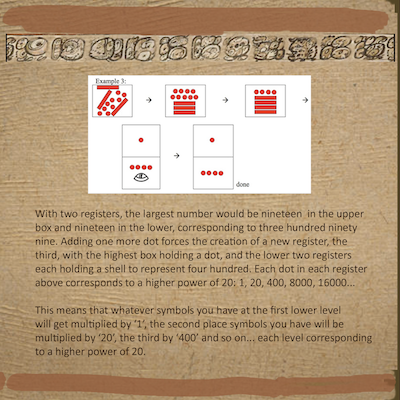 Example 3:
done
With two registers, the largest number would be nineteen in the upper
box and nineteen in the lower, corresponding to three hundred ninety
nine. Adding one more dot forces the creation of a new register, the
third, with the highest box holding a dot, and the lower two registers
each holding a shell to represent four hundred. Each dot in each register
above corresponds to a higher power of 20: 1, 20, 400, 8000, 16000...
This means that whatever symbols you have at the first lower level
will get multiplied by ‘1’, the second place symbols you have will be
multiplied by ‘20’, the third by ‘400’ and so on... each level corresponding
to a higher power of 20.